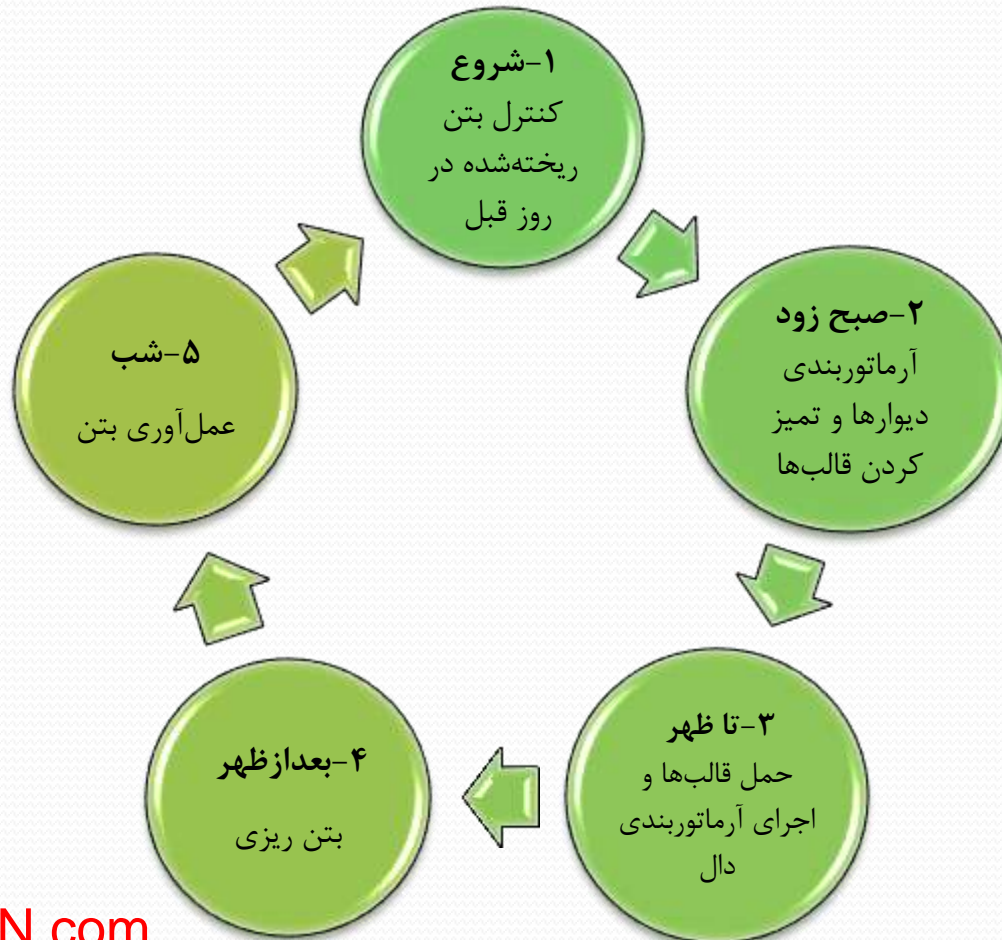 ۱-شروع
کنترل بتن
ریخته‌شده در
روز قبل
۲-صبح زود
آرماتوربندی
دیوارها و تمیز
کردن قالب‌ها
۳-تا ظهر
حمل قالب‌ها و
اجرای آرماتوربندی
دال
۴-بعدازظهر
بتن ریزی
۵-شب
عمل‌آوری بتن
N.com